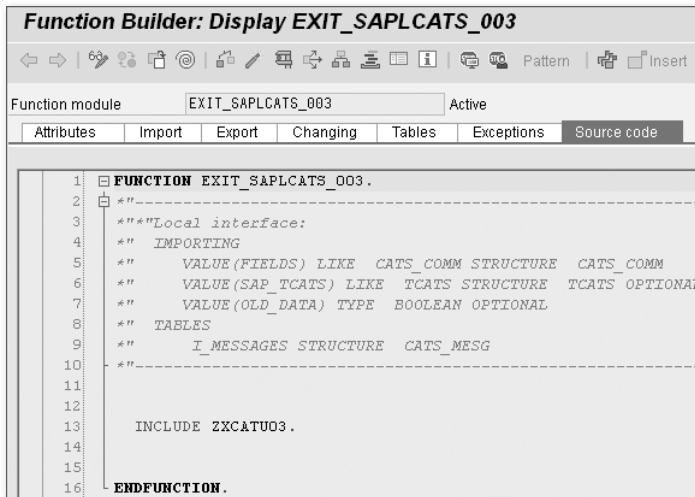 Function Builder: Display EXIT_SAPLCATS_003
Pattern Insert
Function module EXIT_SAPLCATS_003 Active
Attributes Import Export Changing Tables Exceptions Source code
1 FUNCTION EXIT_SAPLCATS_003.
2 *"----------------------------------------------------------------------
3 *"*"Local interface:
4 *"  IMPORTING
5 *"     VALUE(FIELDS) LIKE  CATS_COMM STRUCTURE  CATS_COMM
6 *"     VALUE(SAP_TCATS) LIKE  TCATS STRUCTURE  TCATS OPTIONAL
7 *"     VALUE(OLD_DATA) TYPE  BOOLEAN OPTIONAL
8 *"  TABLES
9 *"      I_MESSAGES STRUCTURE  CATS_MESG
10 *"----------------------------------------------------------------------
11
12
13 INCLUDE ZXCATU03.
14
15
16 ENDFUNCTION.